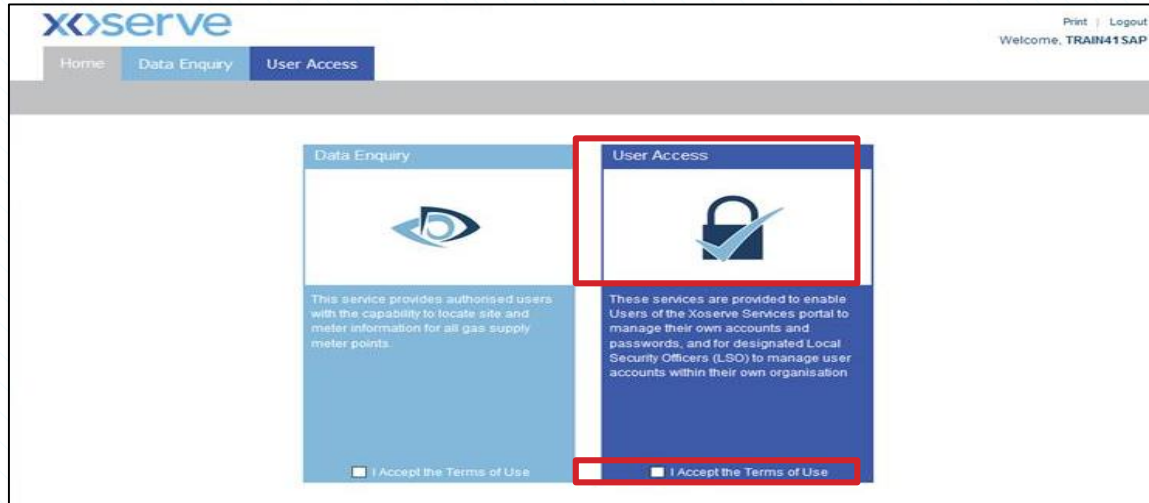 xoserve
Print | Logout
Welcome, TRAIN41SAP
Home Data Enquiry User Access
Data Enquiry
This service provides authorised users
with the capability to locate site and
meter information for all gas supply
meter points.
I Accept the Terms of Use
User Access
These services are provided to enable
Users of the Xoserve Services portal to
manage their own accounts and
passwords, and for designated Local
Security Officers (LSO) to manage user
accounts within their own organisation
I Accept the Terms of Use